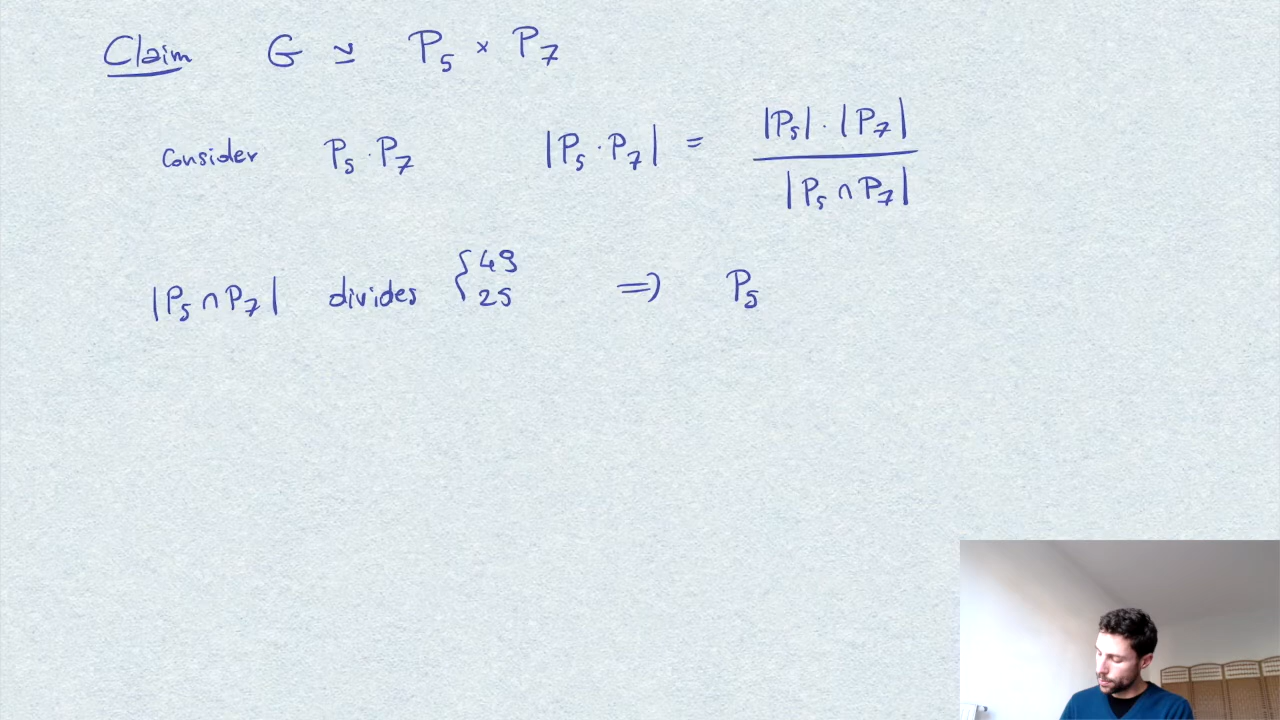 Claim G ≃ P₅ × P₇
consider P₅ · P₇ |P₅ · P₇| = |P₅| · |P₇| / |P₅ ∩ P₇|
|P₅ ∩ P₇| divides { 49 25 ⟹ P₅